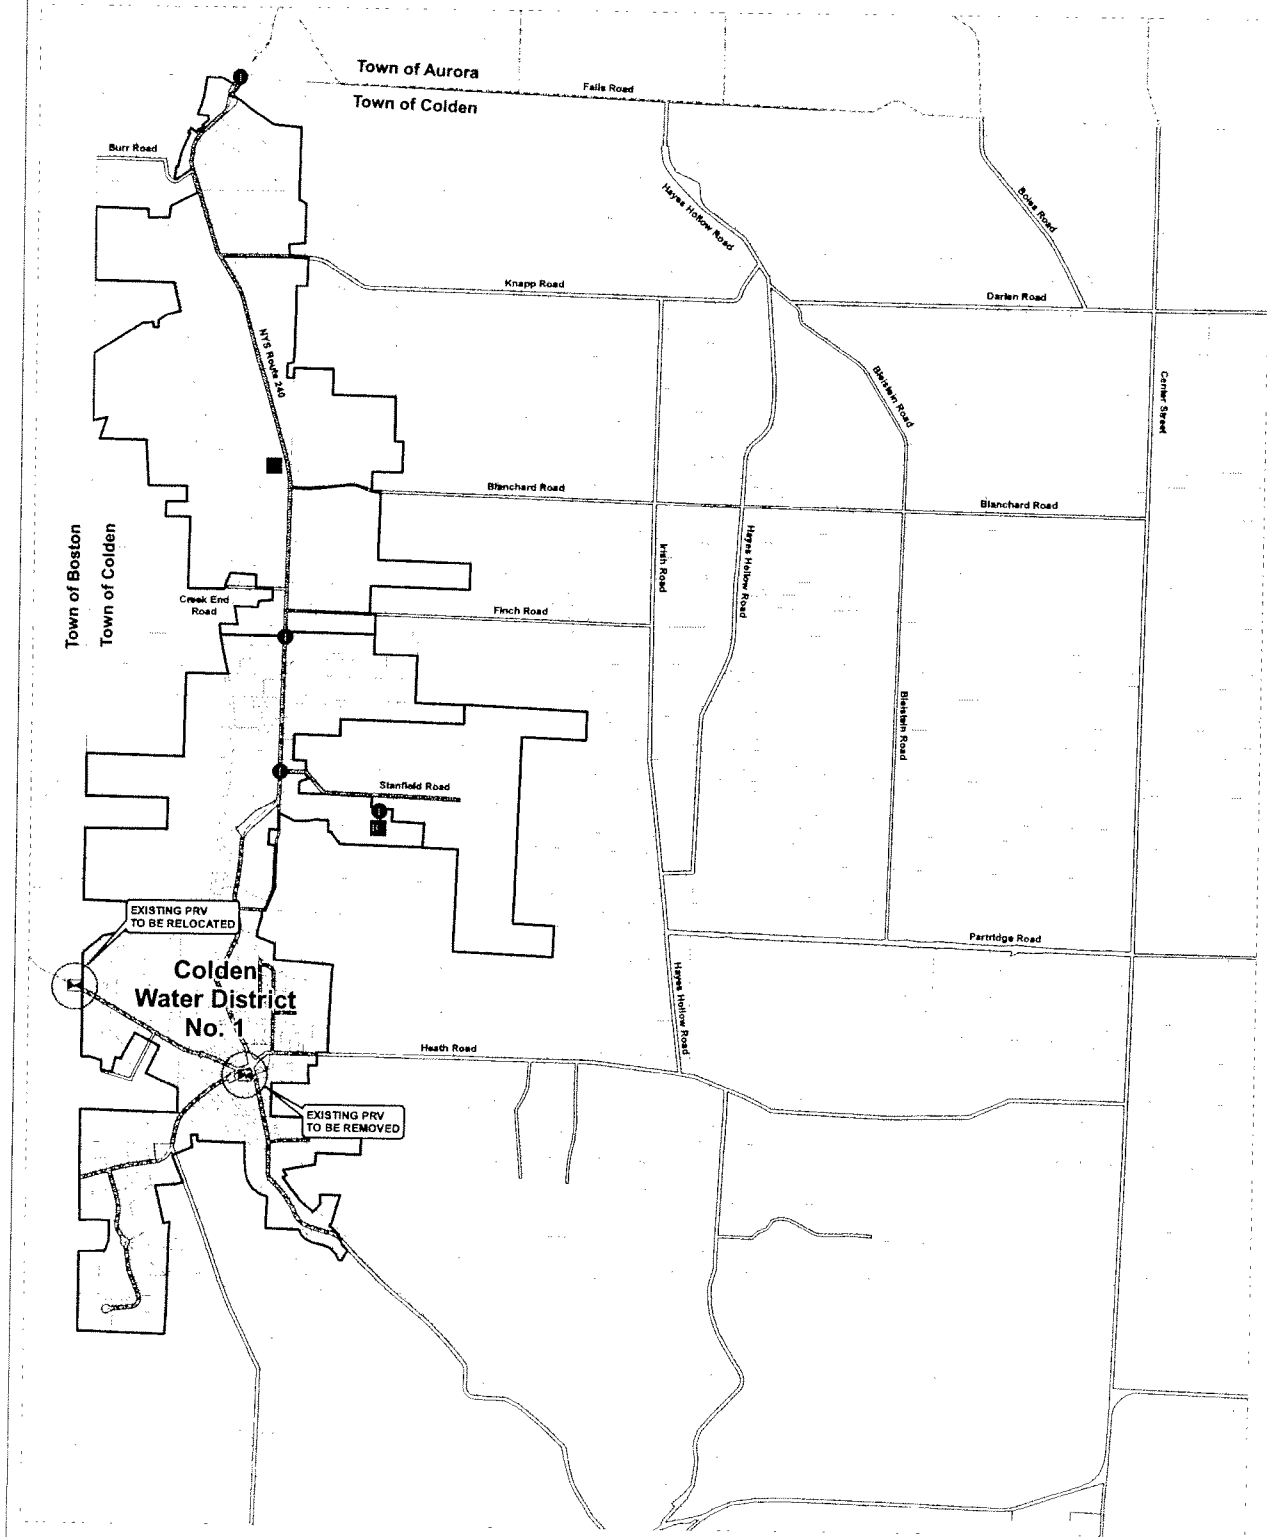 Town of Aurora
Falls Road
Town of Colden
Burr Road
Hayes Hollow Road
Boies Road
Knapp Road
Darien Road
NYS Route 240
Bleistein Road
Center Street
Blanchard Road
Blanchard Road
Town of Boston
Town of Colden
Irish Road
Hayes Hollow Road
Creek End
Road
Finch Road
Bleistein Road
Stanfield Road
EXISTING PRV
TO BE RELOCATED
Partridge Road
Colden
Water District
No. 1
Hayes Hollow Road
Heath Road
EXISTING PRV
TO BE REMOVED